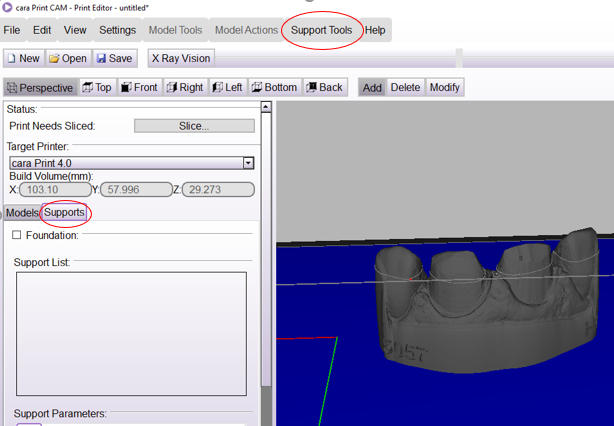 cara Print CAM - Print Editor - untitled*
File Edit View Settings Model Tools Model Actions Support Tools Help
New Open Save X Ray Vision
Perspective Top Front Right Left Bottom Back Add Delete Modify
Status:
Print Needs Sliced: Slice...
Target Printer:
cara Print 4.0
Build Volume(mm):
X: 103.10 Y: 57.996 Z: 29.273
Models Supports
Foundation:
Support List:
Support Parameters: